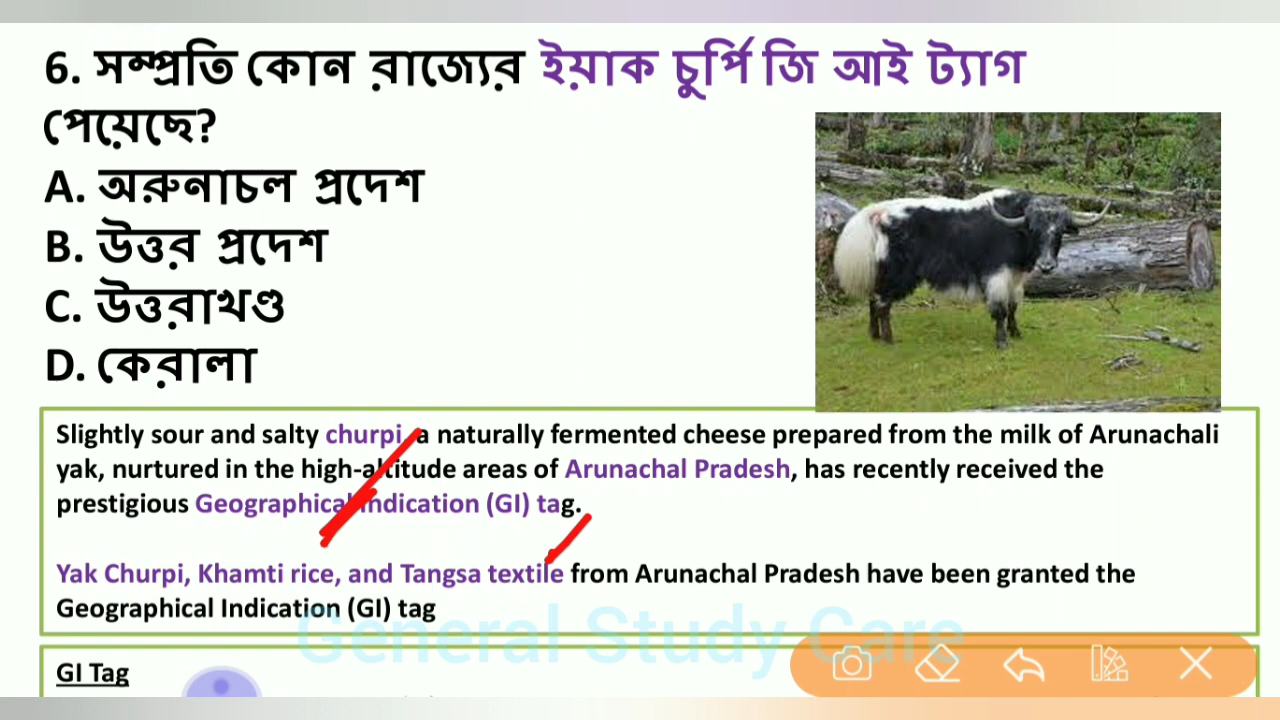 6. সম্প্রতি কোন রাজ্যের ইয়াক চুর্পি জি আই ট্যাগ
পেয়েছে?
A. অরুনাচল প্রদেশ
B. উত্তর প্রদেশ
C. উত্তরাখণ্ড
D. কেরালা
Slightly sour and salty churpi, a naturally fermented cheese prepared from the milk of Arunachali
yak, nurtured in the high-altitude areas of Arunachal Pradesh, has recently received the
prestigious Geographical Indication (GI) tag.
Yak Churpi, Khamti rice, and Tangsa textile from Arunachal Pradesh have been granted the
Geographical Indication (GI) tag
General Study Care
GI Tag